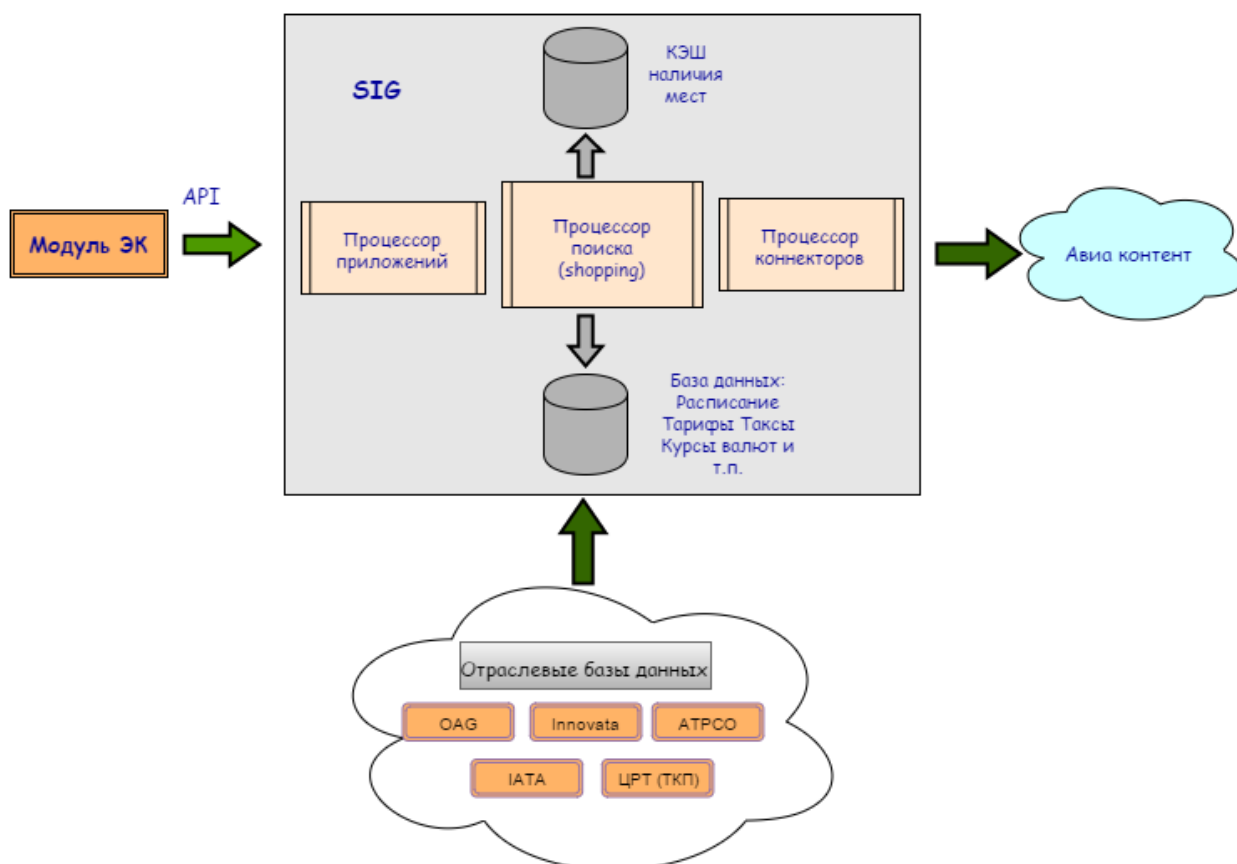 КЭШ
наличия
мест
SIG
API
Модуль ЭК
Процессор
приложений
Процессор
поиска
(shopping)
Процессор
коннекторов
Авиа контент
База данных:
Расписание
Тарифы Таксы
Курсы валют и
т.п.
Отраслевые базы данных
OAG
Innovata
ATPCO
IATA
ЦРТ (ТКП)